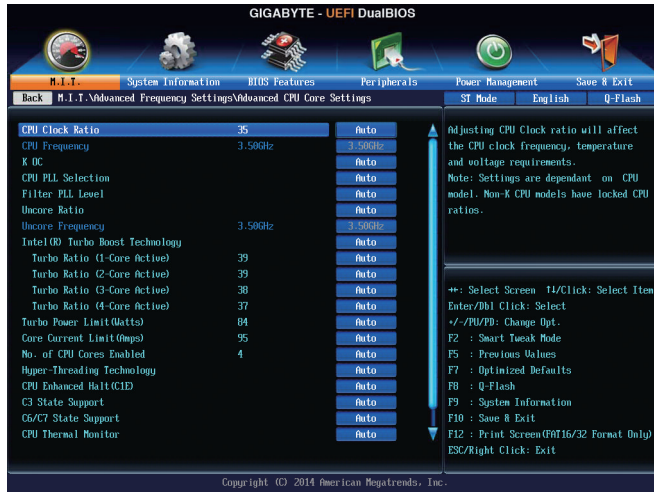 GIGABYTE - UEFI DualBIOS
M.I.T. System Information BIOS Features Peripherals Power Management Save & Exit
Back M.I.T.\Advanced Frequency Settings\Advanced CPU Core Settings ST Mode English Q-Flash
CPU Clock Ratio 35 Auto
CPU Frequency 3.50GHz 3.50GHz
K OC Auto
CPU PLL Selection Auto
Filter PLL Level Auto
Uncore Ratio Auto
Uncore Frequency 3.50GHz 3.50GHz
Intel(R) Turbo Boost Technology Auto
Turbo Ratio (1-Core Active) 39 Auto
Turbo Ratio (2-Core Active) 39 Auto
Turbo Ratio (3-Core Active) 38 Auto
Turbo Ratio (4-Core Active) 37 Auto
Turbo Power Limit(Watts) 84 Auto
Core Current Limit(Amps) 95 Auto
No. of CPU Cores Enabled 4 Auto
Hyper-Threading Technology Auto
CPU Enhanced Halt(C1E) Auto
C3 State Support Auto
C6/C7 State Support Auto
CPU Thermal Monitor Auto
Adjusting CPU Clock ratio will affect
the CPU clock frequency, temperature
and voltage requirements.
Note: Settings are dependant on CPU
model. Non-K CPU models have locked CPU
ratios.
↔: Select Screen ↑↓/Click: Select Item
Enter/Dbl Click: Select
+/-/PU/PD: Change Opt.
F2 : Smart Tweak Mode
F5 : Previous Values
F7 : Optimized Defaults
F8 : Q-Flash
F9 : System Information
F10 : Save & Exit
F12 : Print Screen(FAT16/32 Format Only)
ESC/Right Click: Exit
Copyright (C) 2014 American Megatrends, Inc.